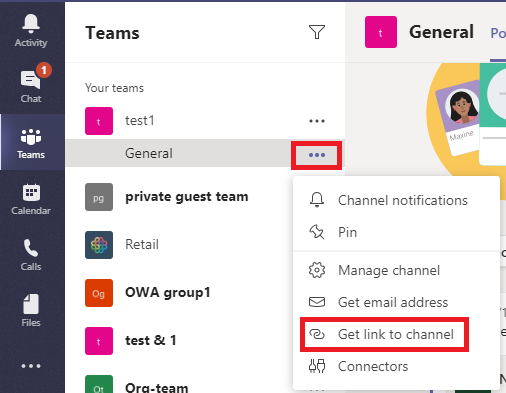 Activity
1
Chat
Teams
Calendar
Calls
Files
Teams
Your teams
t test1
General
pg private guest team
Retail
Og OWA group1
t test & 1
Ot Org-team
t General Po
Maxine
Channel notifications
Pin
Manage channel
Get email address
Get link to channel
Connectors